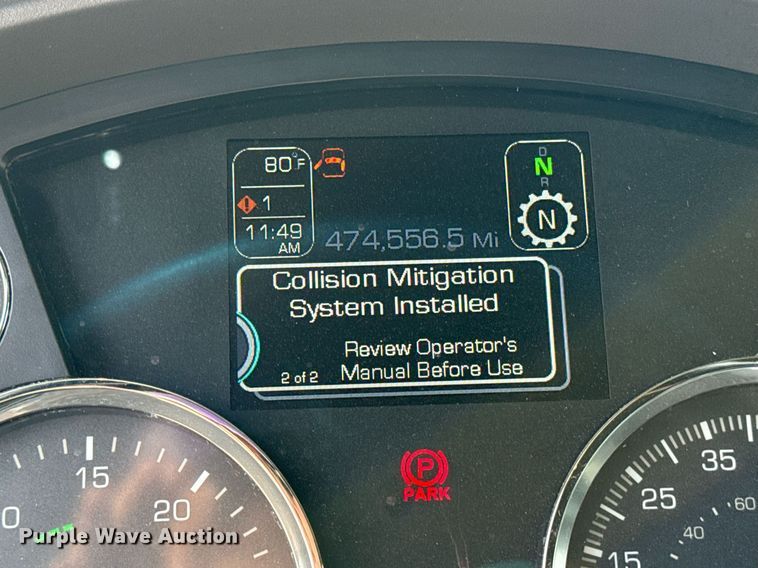 80°F
D
N
R
1
11:49
AM
474,556.5 Mi
N
Collision Mitigation
System Installed
Review Operator's
2 of 2 Manual Before Use
P
PARK
15
20
0
35
25
15
60
40
Purple Wave Auction